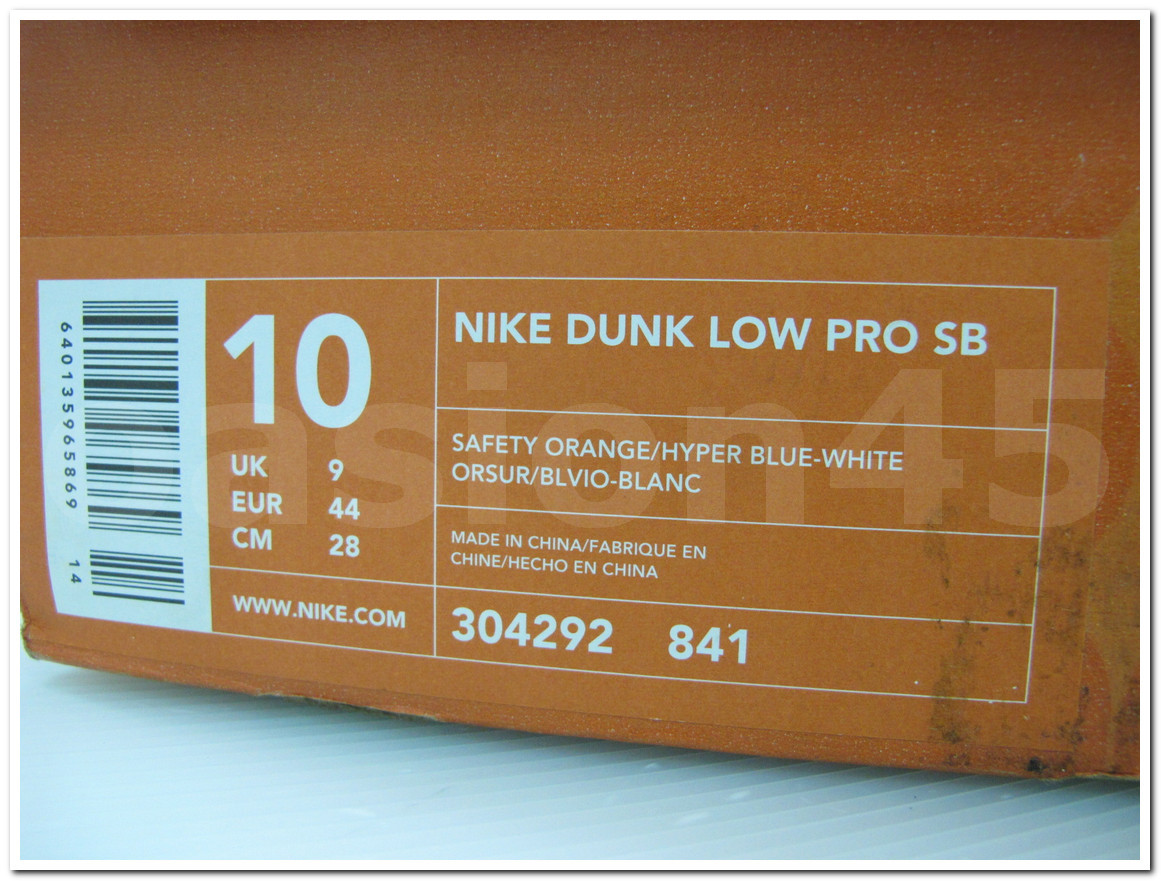 640135965869 14
10
UK 9
EUR 44
CM 28
WWW.NIKE.COM
NIKE DUNK LOW PRO SB
SAFETY ORANGE/HYPER BLUE-WHITE
ORSUR/BLVIO-BLANC
MADE IN CHINA/FABRIQUE EN
CHINE/HECHO EN CHINA
304292 841